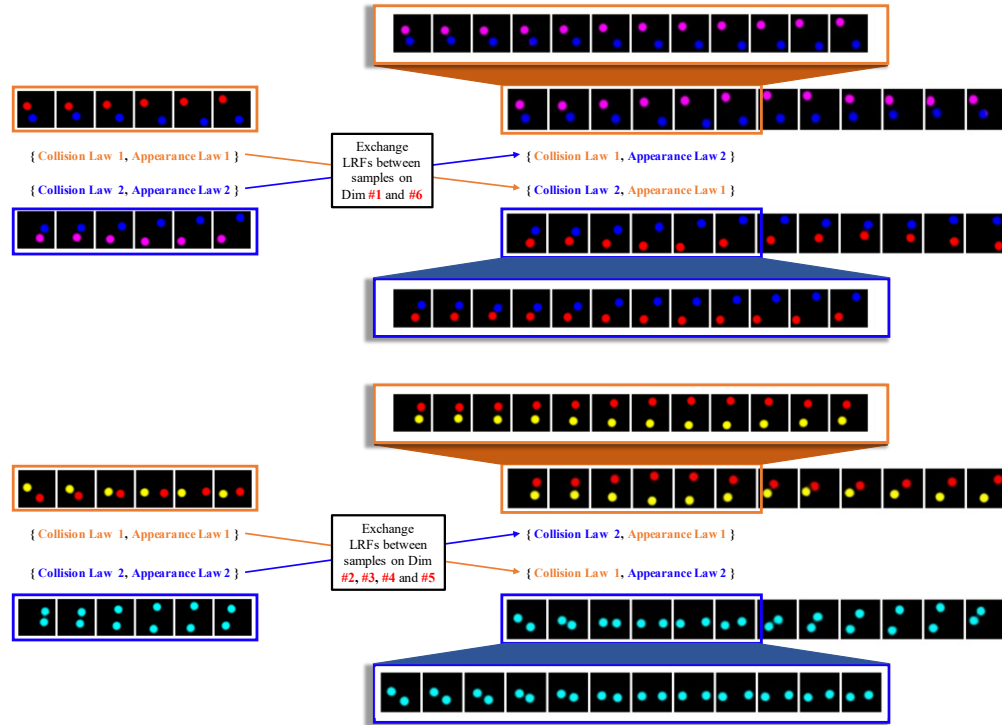 { Collision Law 1, Appearance Law 1 }
{ Collision Law 2, Appearance Law 2 }
Exchange
LRFs between
samples on
Dim #1 and #6
{ Collision Law 1, Appearance Law 2 }
{ Collision Law 2, Appearance Law 1 }
{ Collision Law 1, Appearance Law 1 }
{ Collision Law 2, Appearance Law 2 }
Exchange
LRFs between
samples on Dim
#2, #3, #4 and #5
{ Collision Law 2, Appearance Law 1 }
{ Collision Law 1, Appearance Law 2 }